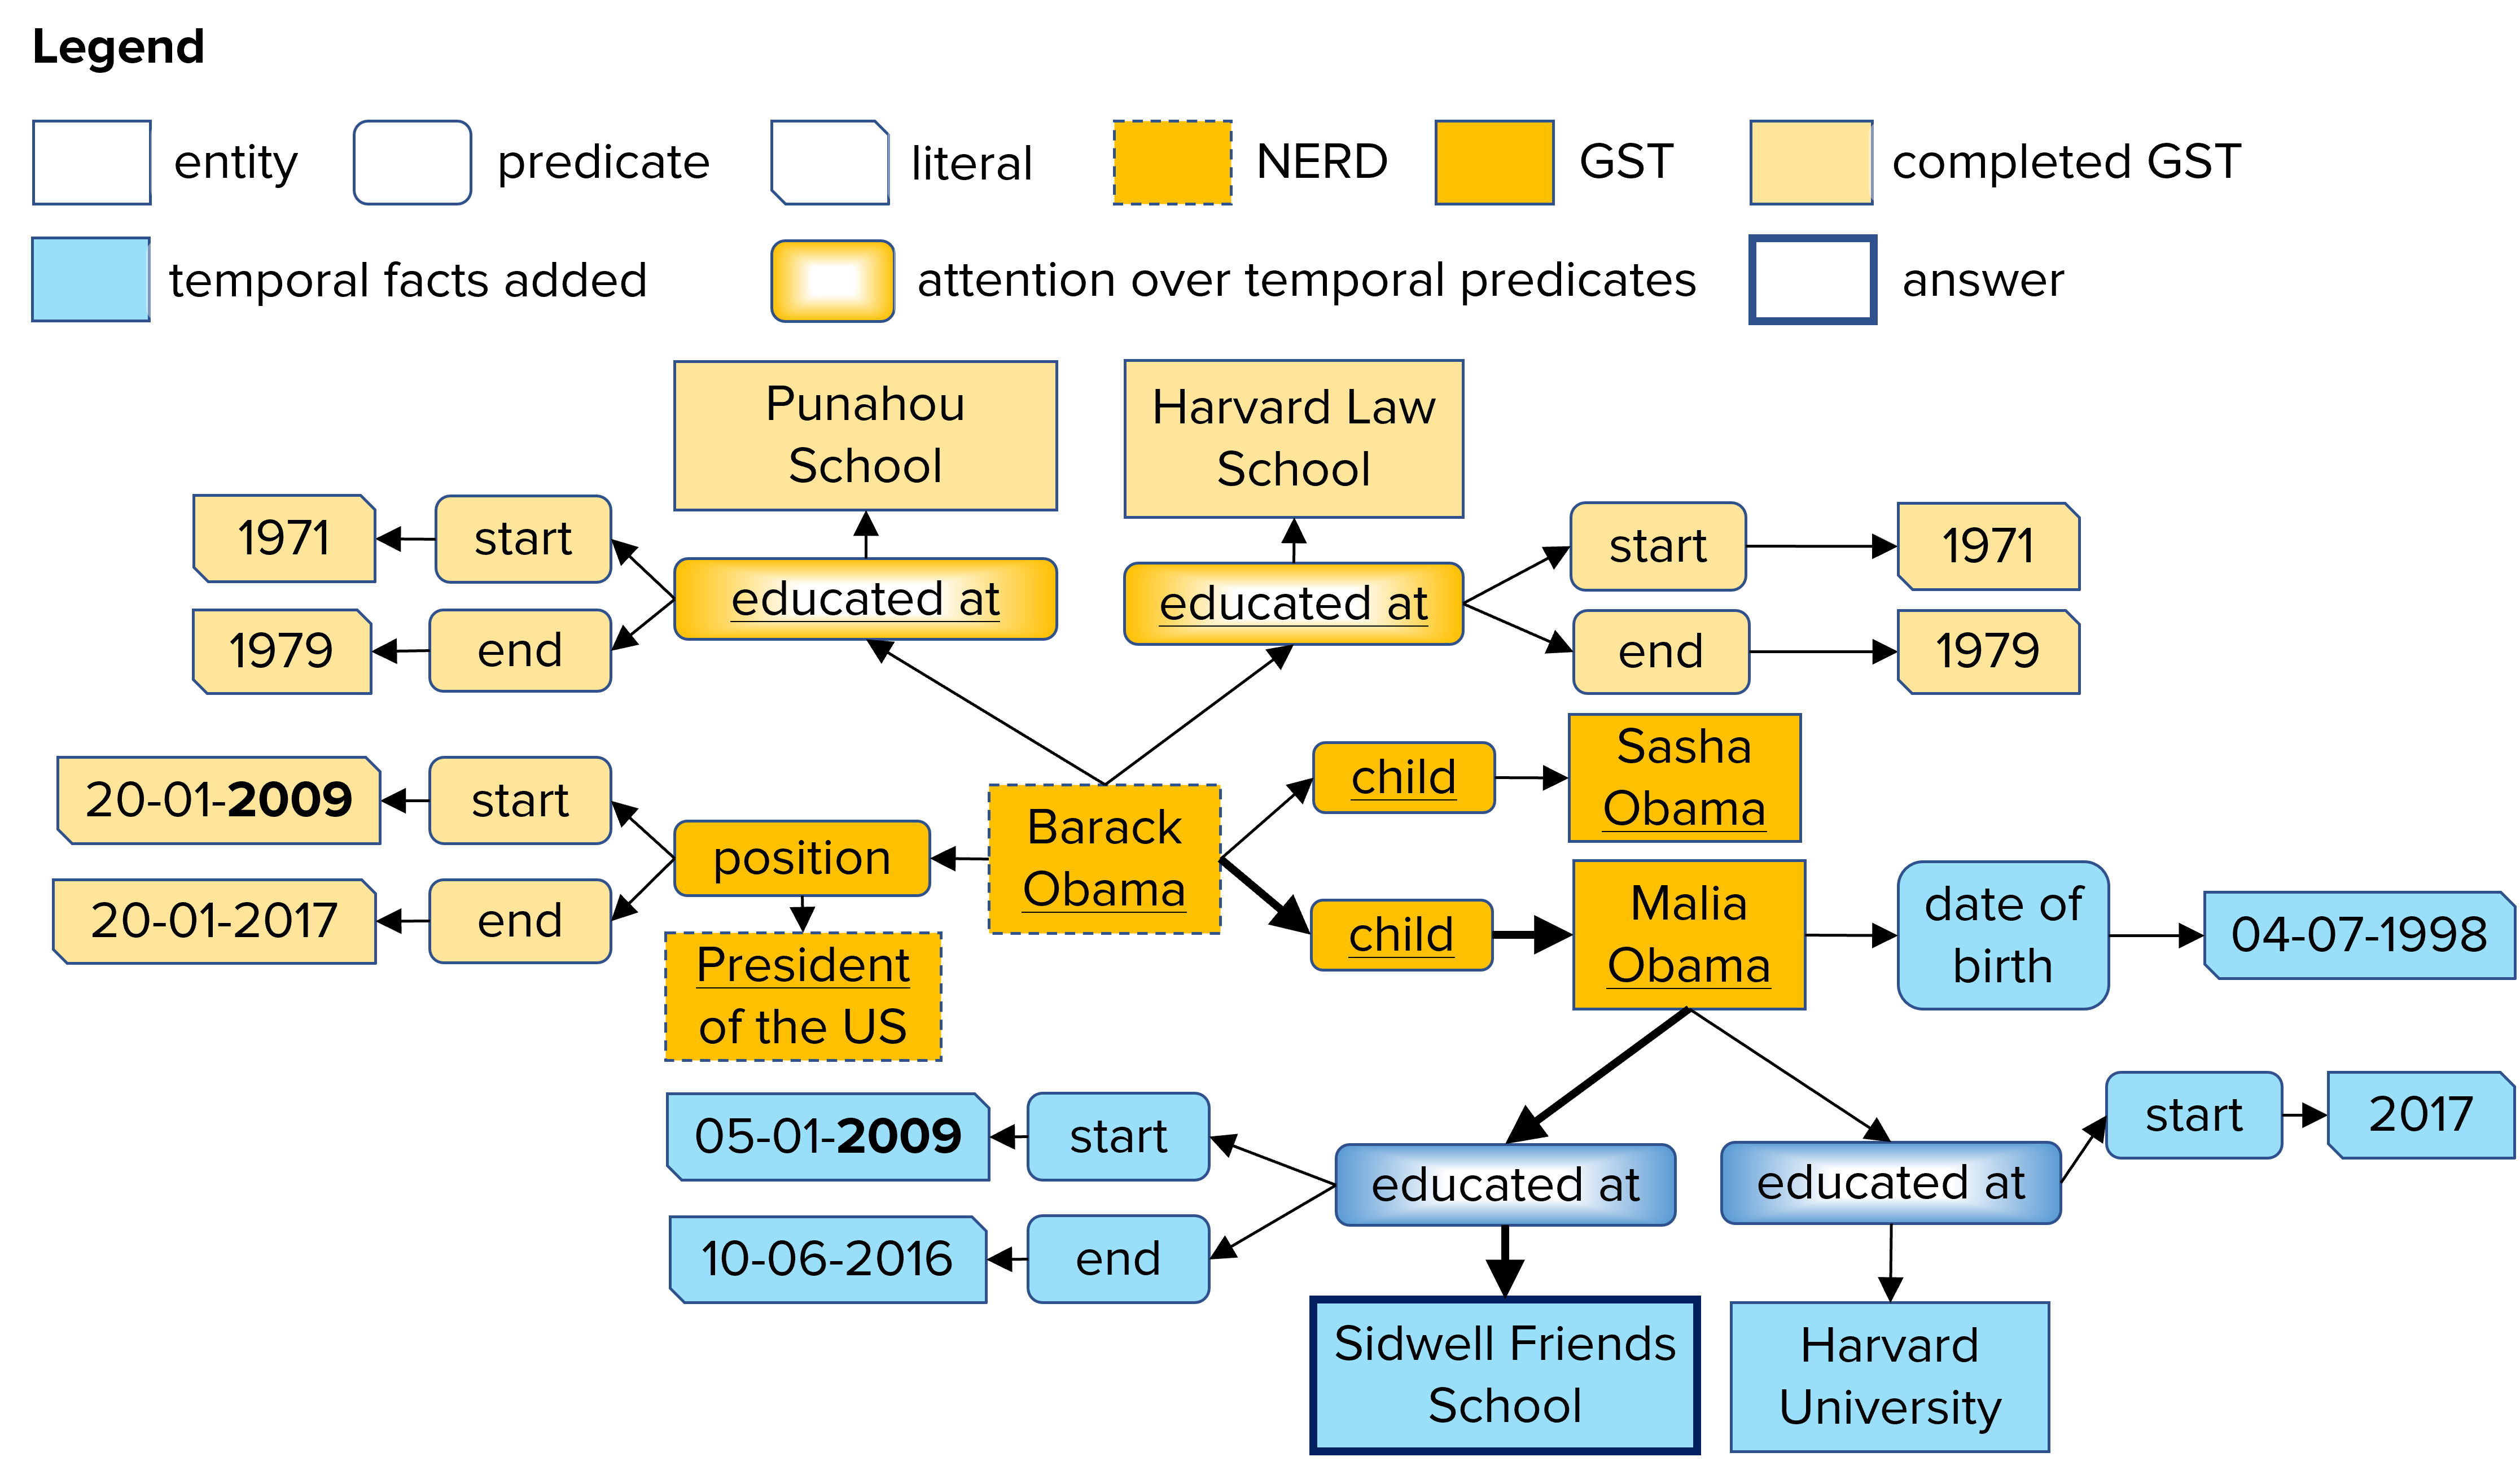 Legend
entity
predicate
literal
NERD
GST
completed GST
temporal facts added
attention over temporal predicates
answer
Punahou
School
Harvard Law
School
1971
start
educated at
educated at
start
1971
1979
end
end
1979
Sasha
Obama
child
20-01-2009
start
position
Barack
Obama
20-01-2017
end
President
of the US
child
Malia
Obama
date of
birth
04-07-1998
05-01-2009
start
educated at
educated at
start
2017
10-06-2016
end
Sidwell Friends
School
Harvard
University